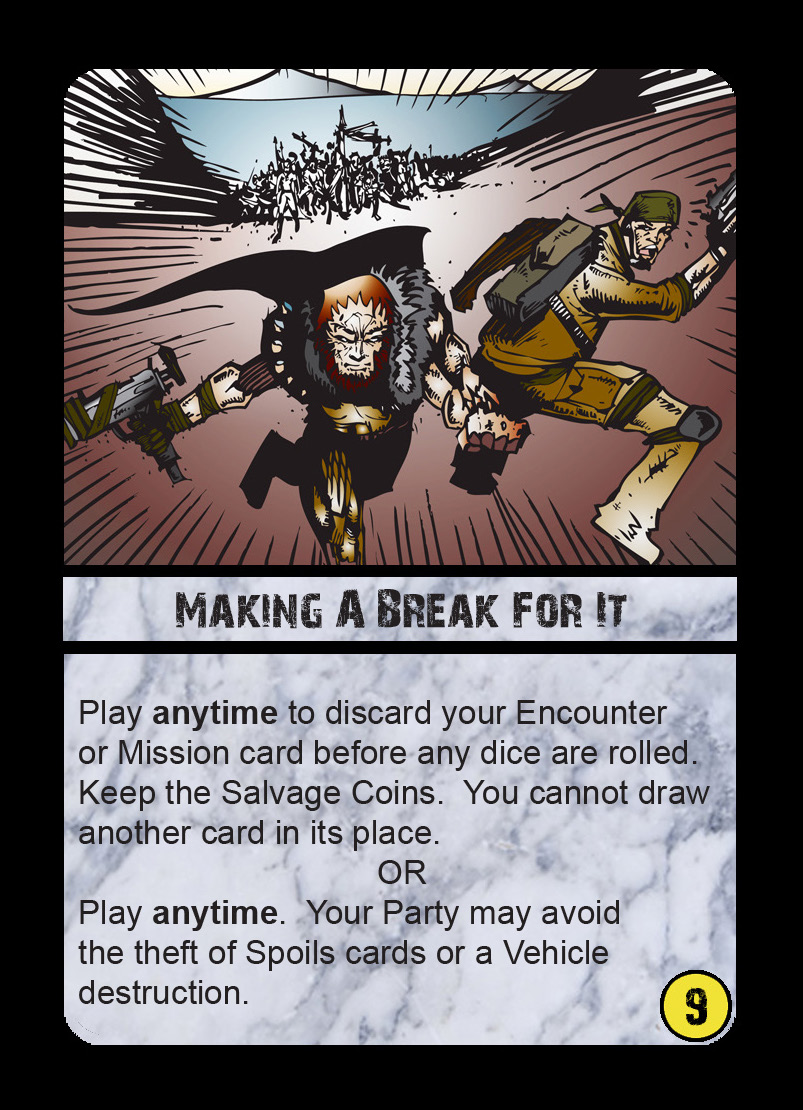 Making A Break For It
Play anytime to discard your Encounter
or Mission card before any dice are rolled.
Keep the Salvage Coins.  You cannot draw
another card in its place.
OR
Play anytime.  Your Party may avoid
the theft of Spoils cards or a Vehicle
destruction.
9